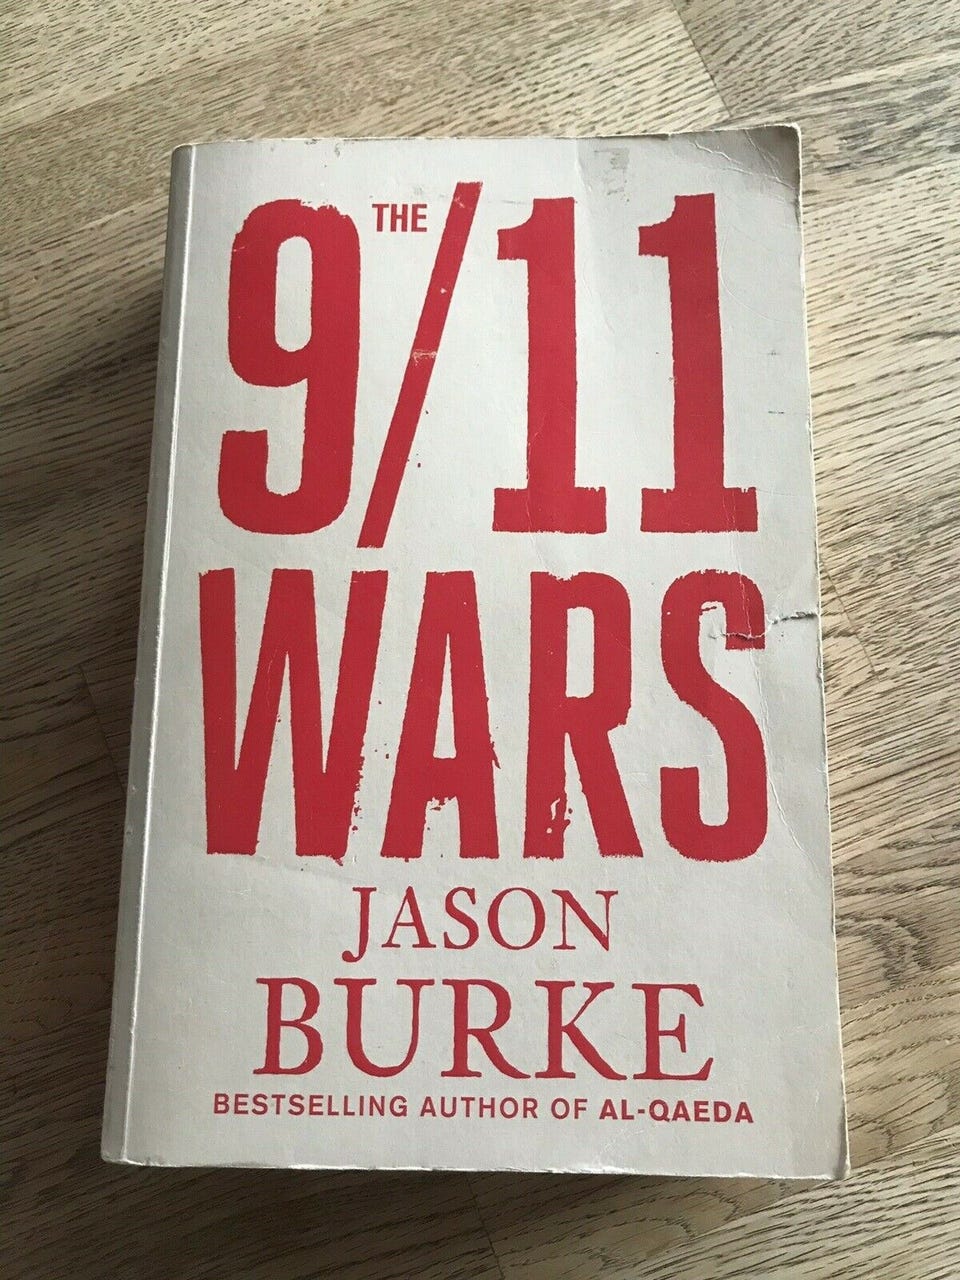 THE
9/11
WARS
JASON
BURKE
BESTSELLING AUTHOR OF AL-QAEDA